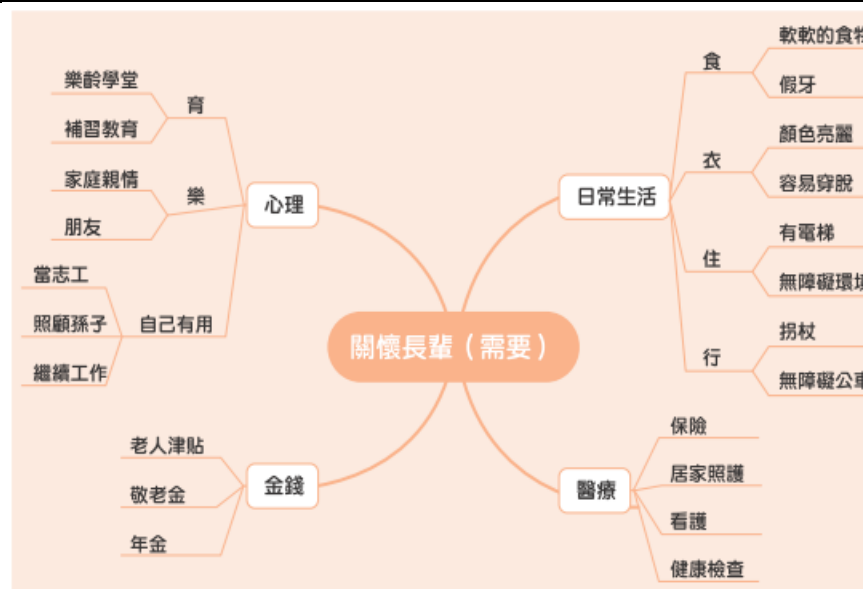 關懷長輩（需要）
心理
育
樂齡學堂
補習教育
樂
家庭親情
朋友
自己有用
當志工
照顧孫子
繼續工作
金錢
老人津貼
敬老金
年金
日常生活
食
軟軟的食物
假牙
衣
顏色亮麗
容易穿脫
住
有電梯
無障礙環境
行
拐杖
無障礙公車
醫療
保險
居家照護
看護
健康檢查